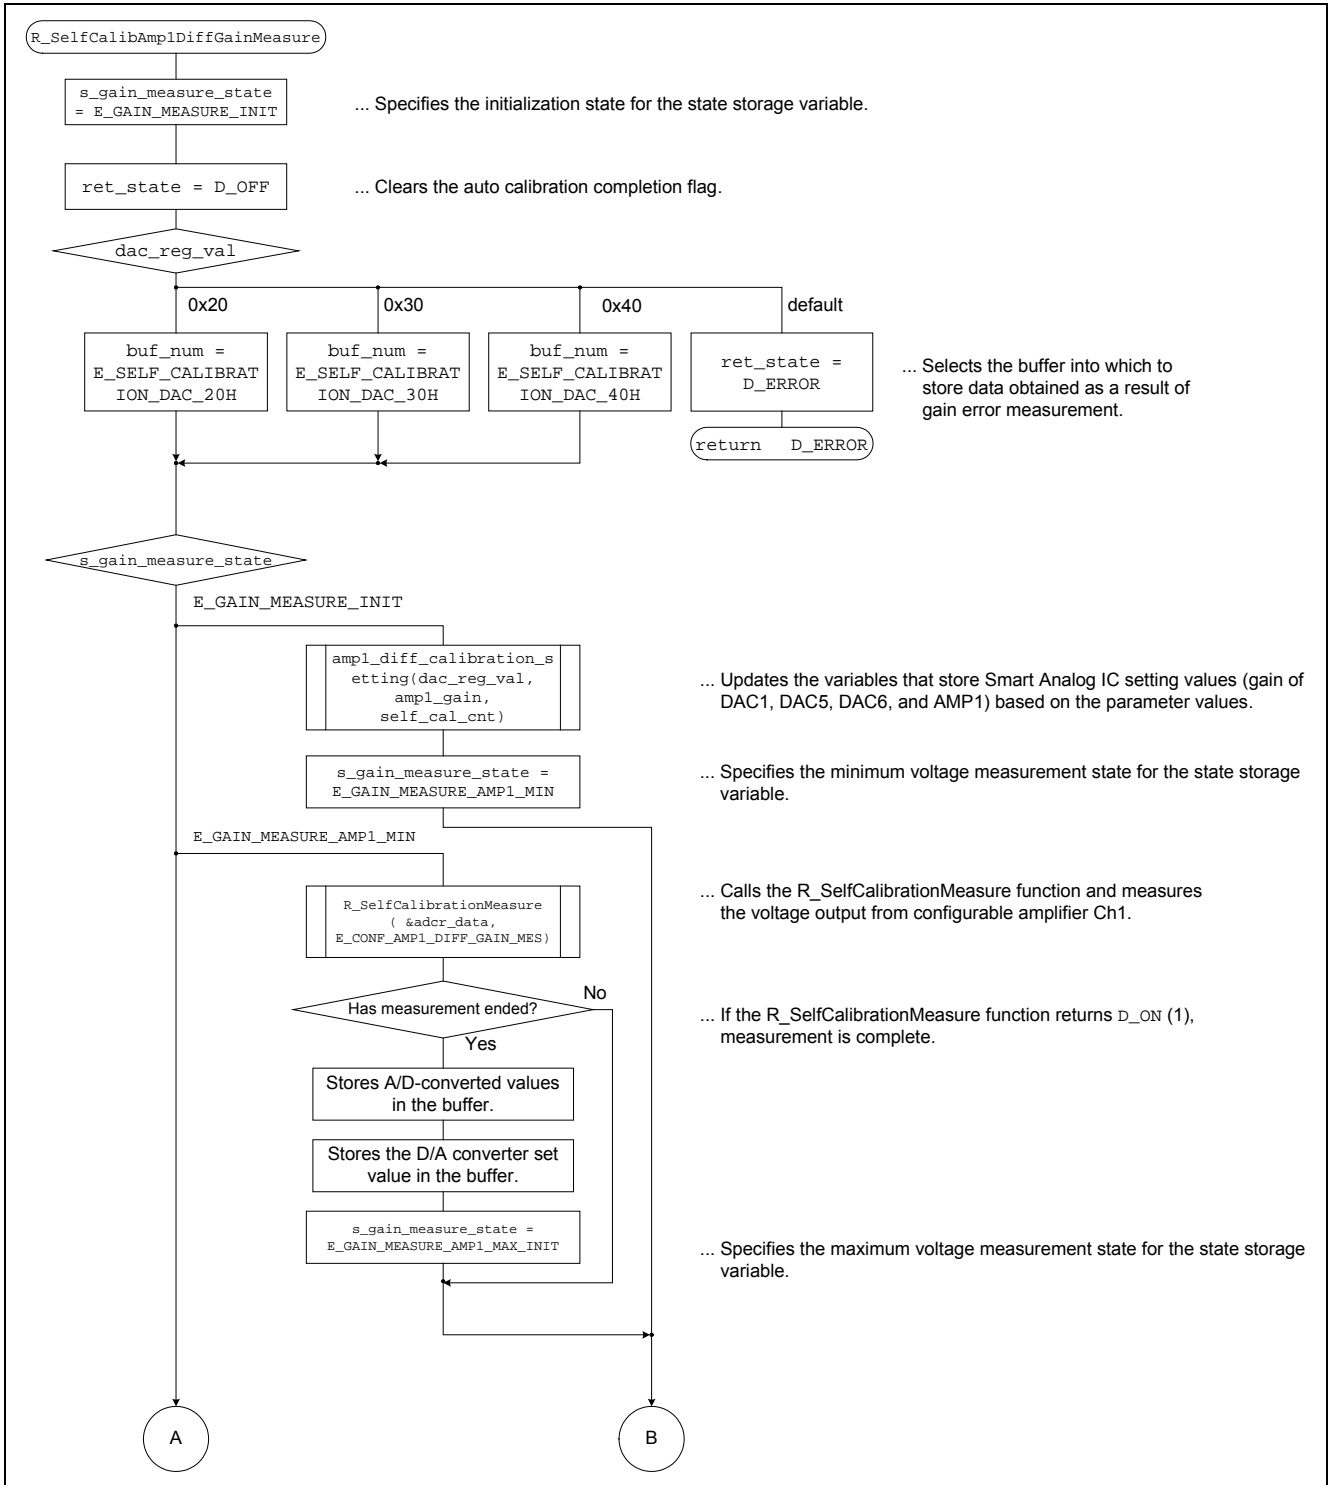 R_SelfCalibAmp1DiffGainMeasure
s_gain_measure_state
= E_GAIN_MEASURE_INIT
... Specifies the initialization state for the state storage variable.
ret_state = D_OFF
... Clears the auto calibration completion flag.
dac_reg_val
0x20
0x30
0x40
default
buf_num =
E_SELF_CALIBRAT
ION_DAC_20H
buf_num =
E_SELF_CALIBRAT
ION_DAC_30H
buf_num =
E_SELF_CALIBRAT
ION_DAC_40H
ret_state =
D_ERROR
... Selects the buffer into which to
store data obtained as a result of
gain error measurement.
return D_ERROR
s_gain_measure_state
E_GAIN_MEASURE_INIT
amp1_diff_calibration_s
etting(dac_reg_val,
amp1_gain,
self_cal_cnt)
... Updates the variables that store Smart Analog IC setting values (gain of
DAC1, DAC5, DAC6, and AMP1) based on the parameter values.
s_gain_measure_state =
E_GAIN_MEASURE_AMP1_MIN
... Specifies the minimum voltage measurement state for the state storage
variable.
E_GAIN_MEASURE_AMP1_MIN
R_SelfCalibrationMeasure
( &adcr_data,
E_CONF_AMP1_DIFF_GAIN_MES)
... Calls the R_SelfCalibrationMeasure function and measures
the voltage output from configurable amplifier Ch1.
Has measurement ended?
No
Yes
... If the R_SelfCalibrationMeasure function returns D_ON (1),
measurement is complete.
Stores A/D-converted values
in the buffer.
Stores the D/A converter set
value in the buffer.
s_gain_measure_state =
E_GAIN_MEASURE_AMP1_MAX_INIT
... Specifies the maximum voltage measurement state for the state storage
variable.
A
B